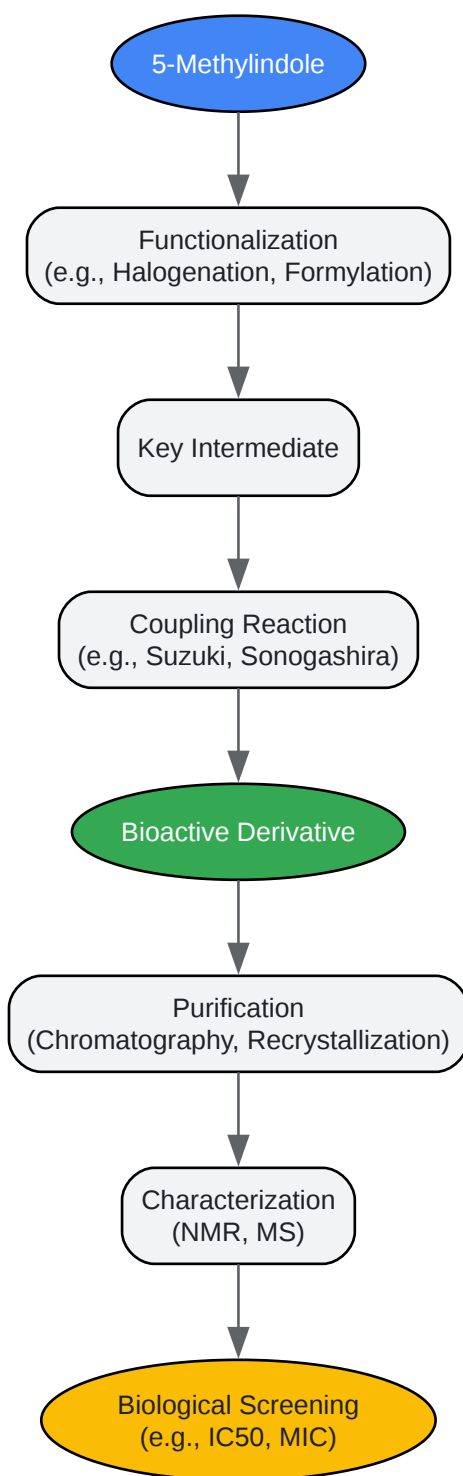 5-Methylindole
Functionalization
(e.g., Halogenation, Formylation)
Key Intermediate
Coupling Reaction
(e.g., Suzuki, Sonogashira)
Bioactive Derivative
Purification
(Chromatography, Recrystallization)
Characterization
(NMR, MS)
Biological Screening
(e.g., IC50, MIC)